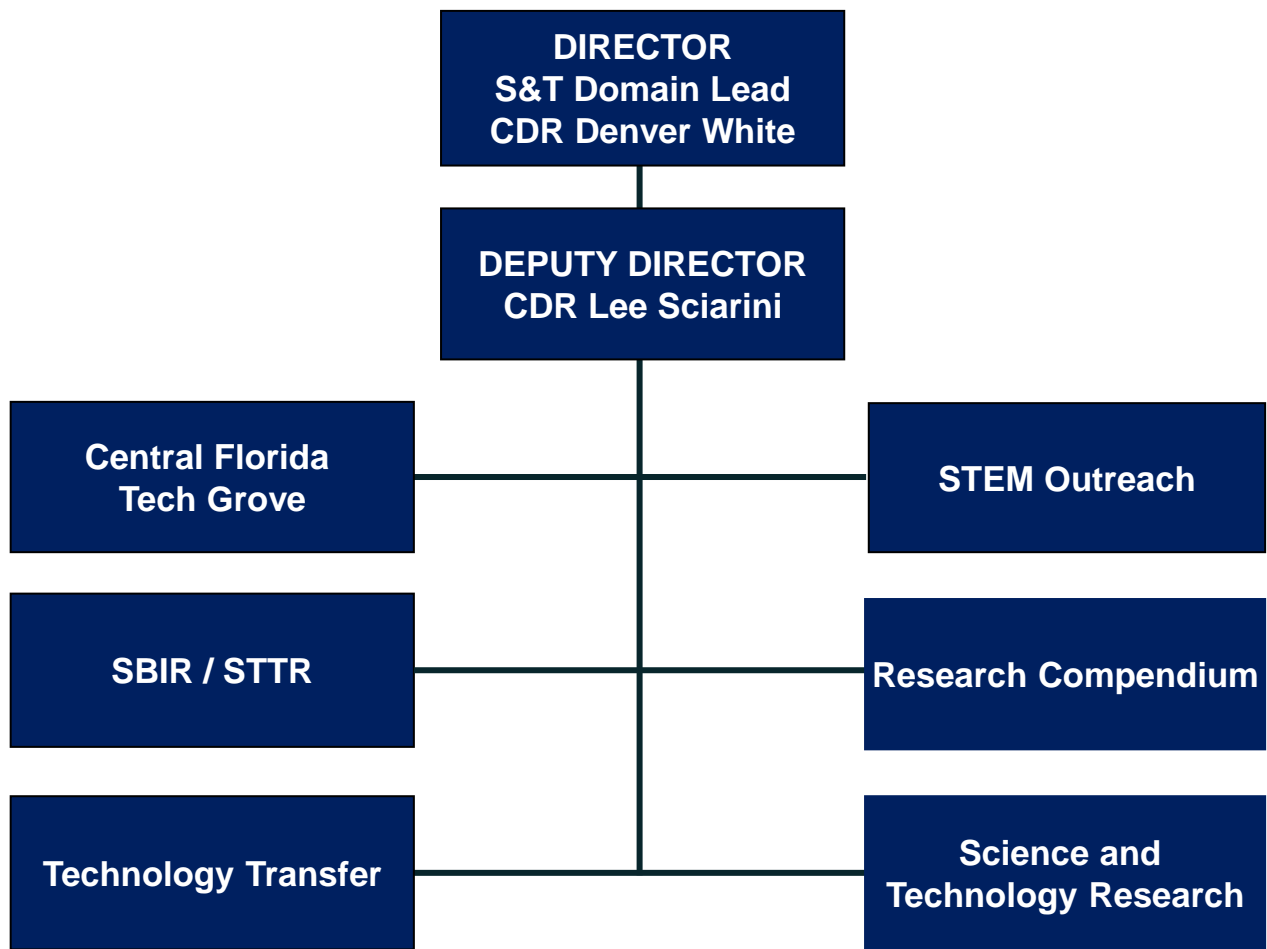 DIRECTOR
S&T Domain Lead
CDR Denver White
DEPUTY DIRECTOR
CDR Lee Sciarini
Central Florida
Tech Grove
STEM Outreach
SBIR / STTR
Research Compendium
Technology Transfer
Science and
Technology Research